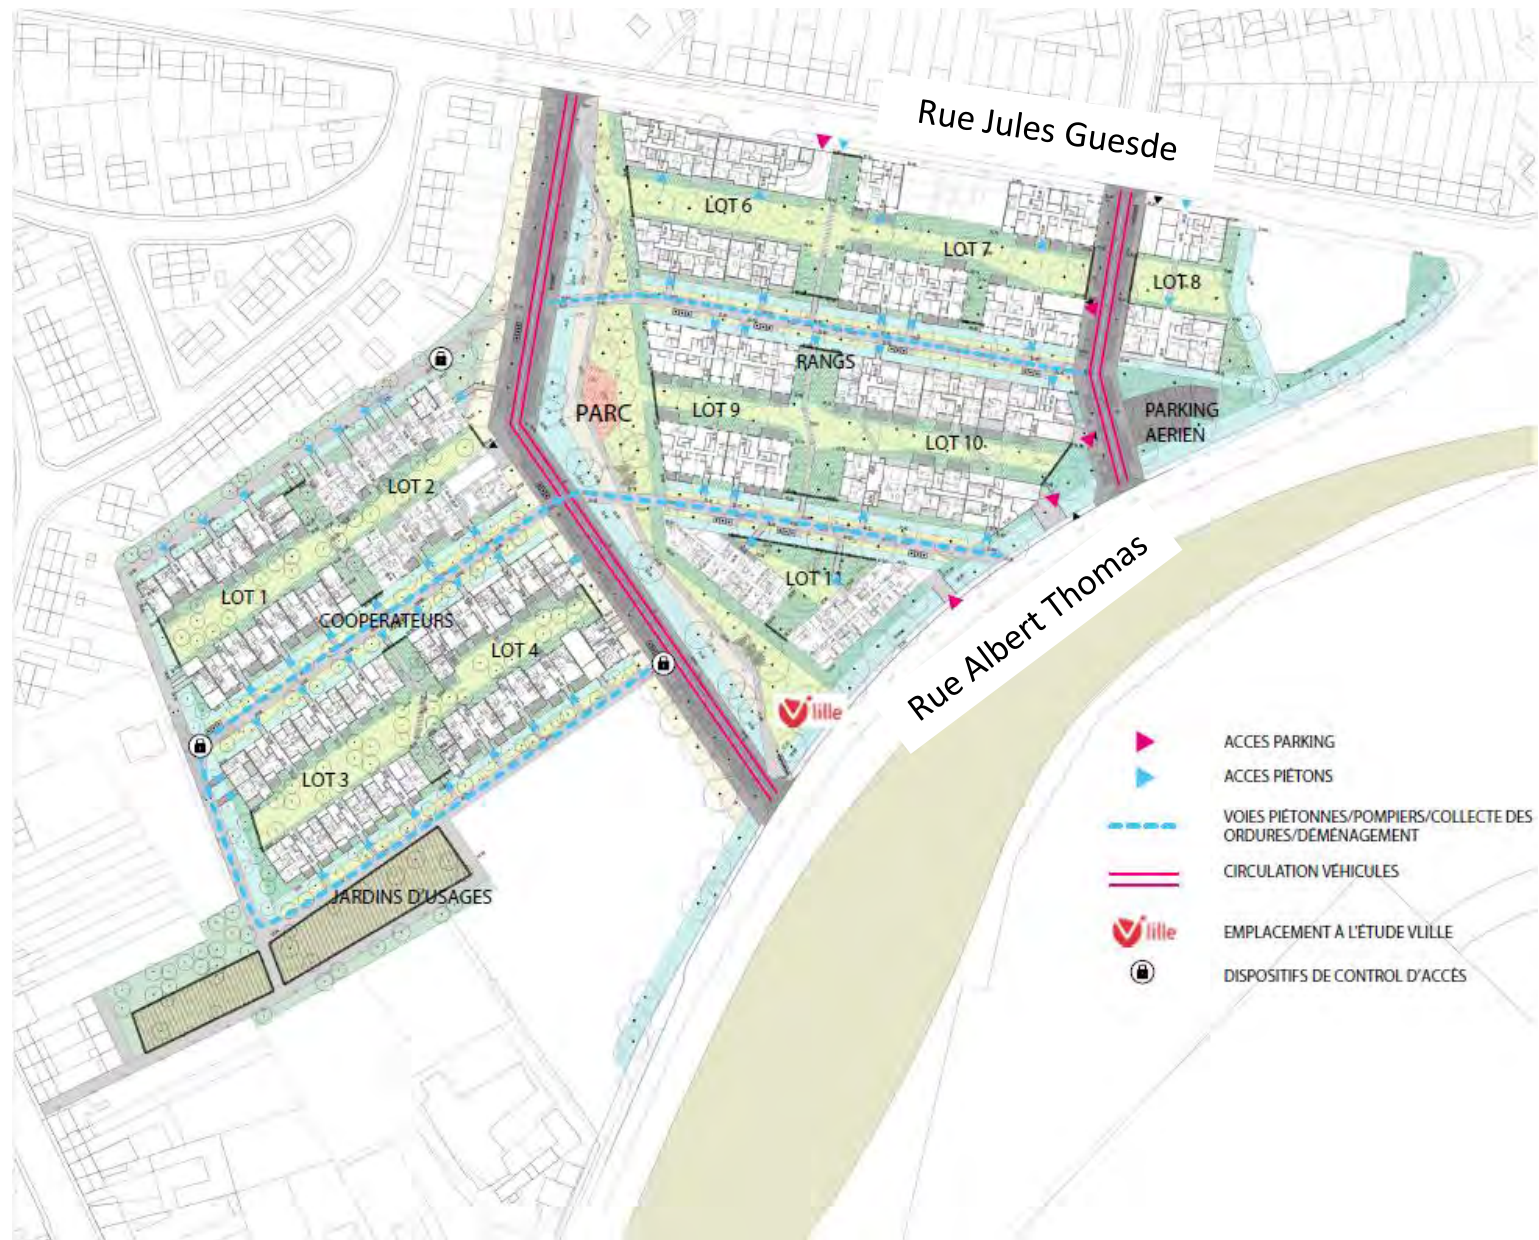 Rue Jules Guesde
LOT 6
LOT 7
LOT 8
RANGS
PARC
LOT 9
LOT 10
PARKING
AERIEN
LOT 2
LOT 1
COOPERATEURS
LOT 4
LOT 11
LOT 3
JARDINS D'USAGES
Rue Albert Thomas
V lille
ACCES PARKING
ACCES PIÉTONS
VOIES PIÉTONNES/POMPIERS/COLLECTE DES
ORDURES/DÉMÉNAGEMENT
CIRCULATION VÉHICULES
V lille
EMPLACEMENT À L'ÉTUDE VLILLE
DISPOSITIFS DE CONTROL D'ACCÈS